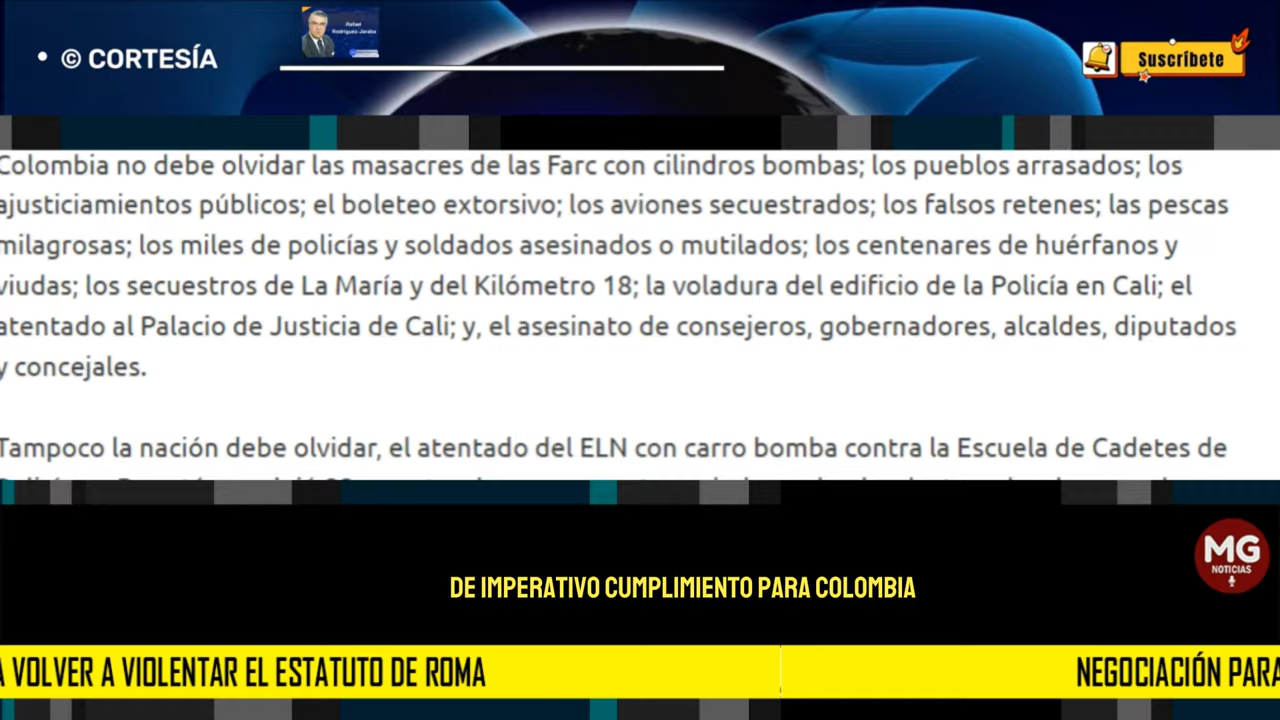 • © CORTESÍA
Rafael
Rodríguez-Jaraba
Suscríbete
Colombia no debe olvidar las masacres de las Farc con cilindros bombas; los pueblos arrasados; los
ajusticiamientos públicos; el boleteo extorsivo; los aviones secuestrados; los falsos retenes; las pescas
milagrosas; los miles de policías y soldados asesinados o mutilados; los centenares de huérfanos y
viudas; los secuestros de La María y del Kilómetro 18; la voladura del edificio de la Policía en Cali; el
atentado al Palacio de Justicia de Cali; y, el asesinato de consejeros, gobernadores, alcaldes, diputados
y concejales.
Tampoco la nación debe olvidar, el atentado del ELN con carro bomba contra la Escuela de Cadetes de
MG
NOTICIAS
DE IMPERATIVO CUMPLIMIENTO PARA COLOMBIA
A VOLVER A VIOLENTAR EL ESTATUTO DE ROMA
NEGOCIACIÓN PARA